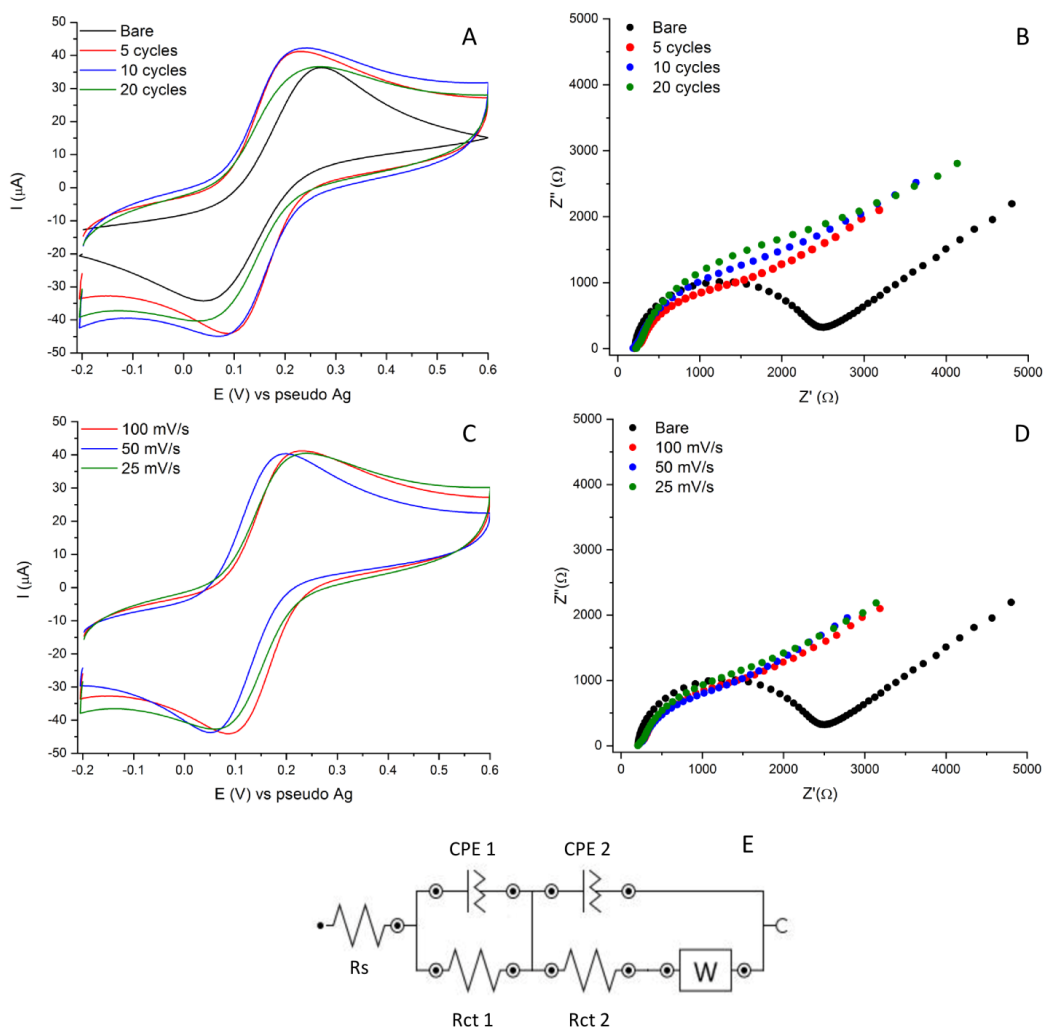 A
Bare
5 cycles
10 cycles
20 cycles
50
40
30
20
10
0
-10
-20
-30
-40
-50
I (µA)
-0.2 -0.1 0.0 0.1 0.2 0.3 0.4 0.5 0.6
E (V) vs pseudo Ag
B
Bare
5 cycles
10 cycles
20 cycles
5000
4000
3000
2000
1000
0
Z'' (Ω)
0 1000 2000 3000 4000 5000
Z' (Ω)
C
100 mV/s
50 mV/s
25 mV/s
50
40
30
20
10
0
-10
-20
-30
-40
-50
I (µA)
-0.2 -0.1 0.0 0.1 0.2 0.3 0.4 0.5 0.6
E (V) vs pseudo Ag
D
Bare
100 mV/s
50 mV/s
25 mV/s
5000
4000
3000
2000
1000
0
Z''(Ω)
0 1000 2000 3000 4000 5000
Z'(Ω)
CPE 1 CPE 2 E
Rs
W
Rct 1 Rct 2